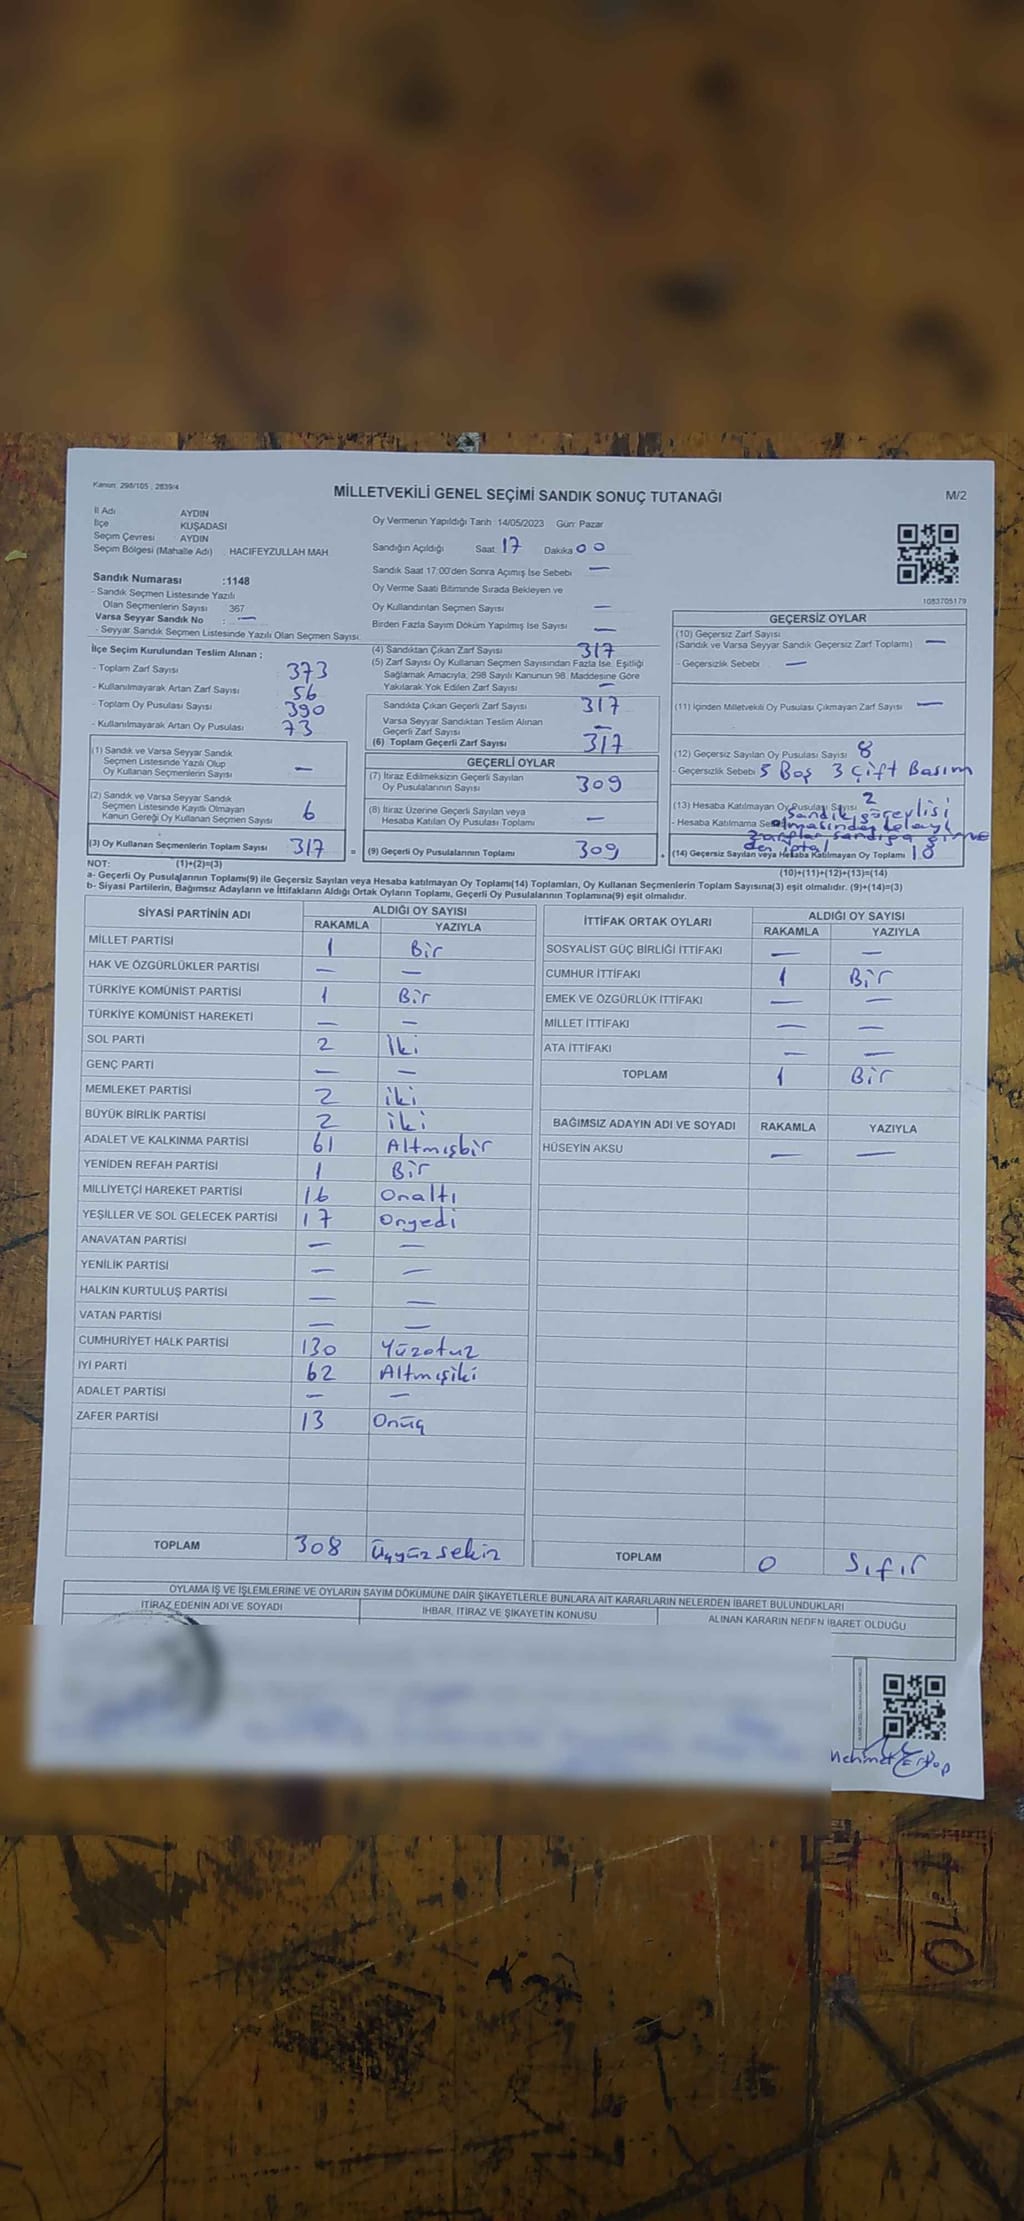 Kanun: 298/105 , 2839/4
MİLLETVEKİLİ GENEL SEÇİMİ SANDIK SONUÇ TUTANAĞI
M/2
İl Adı AYDIN
İlçe KUŞADASI
Seçim Çevresi AYDIN
Seçim Bölgesi (Mahalle Adı) HACIFEYZULLAH MAH.
Oy Vermenin Yapıldığı Tarih :14/05/2023 Gün: Pazar
Sandığın Açıldığı Saat 17 Dakika 00
Sandık Saat 17:00'den Sonra Açımış İse Sebebi —
Oy Verme Saati Bitiminde Sırada Bekleyen ve
Oy Kullandırılan Seçmen Sayısı —
Birden Fazla Sayım Döküm Yapılmış İse Sayısı —
Sandık Numarası :1148
- Sandık Seçmen Listesinde Yazılı
Olan Seçmenlerin Sayısı 367
Varsa Seyyar Sandık No : —
- Seyyar Sandık Seçmen Listesinde Yazılı Olan Seçmen Sayısı
İlçe Seçim Kurulundan Teslim Alınan ;
- Toplam Zarf Sayısı 373
- Kullanılmayarak Artan Zarf Sayısı 56
- Toplam Oy Pusulası Sayısı 390
- Kullanılmayarak Artan Oy Pusulası 73
(1) Sandık ve Varsa Seyyar Sandık
Seçmen Listesinde Yazılı Olup
Oy Kullanan Seçmenlerin Sayısı —
(2) Sandık ve Varsa Seyyar Sandık
Seçmen Listesinde Kayıtlı Olmayan
Kanun Gereği Oy Kullanan Seçmen Sayısı 6
(3) Oy Kullanan Seçmenlerin Toplam Sayısı 317
(4) Sandıktan Çıkan Zarf Sayısı 317
(5) Zarf Sayısı Oy Kullanan Seçmen Sayısından Fazla İse, Eşitliği
Sağlamak Amacıyla, 298 Sayılı Kanunun 98. Maddesine Göre
Yakılarak Yok Edilen Zarf Sayısı —
Sandıkta Çıkan Geçerli Zarf Sayısı 317
Varsa Seyyar Sandıktan Teslim Alınan
Geçerli Zarf Sayısı —
(6) Toplam Geçerli Zarf Sayısı 317
GEÇERLİ OYLAR
(7) İtiraz Edilmeksizin Geçerli Sayılan
Oy Pusulalarının Sayısı 309
(8) İtiraz Üzerine Geçerli Sayılan veya
Hesaba Katılan Oy Pusulası Toplamı —
= (9) Geçerli Oy Pusulalarının Toplamı 309
1083705179
GEÇERSİZ OYLAR
(10) Geçersiz Zarf Sayısı
(Sandık ve Varsa Seyyar Sandık Geçersiz Zarf Toplamı) —
- Geçersizlik Sebebi : —
(11) İçinden Milletvekili Oy Pusulası Çıkmayan Zarf Sayısı —
(12) Geçersiz Sayılan Oy Pusulası Sayısı 8
- Geçersizlik Sebebi 5 Boş 3 Çift Basım
(13) Hesaba Katılmayan Oy Pusulası Sayısı 2
Sandık görevlisi
- Hesaba Katılmama Se olmasından dolayı
zarflar sandığa girme
den iptal
+ (14) Geçersiz Sayılan veya Hesaba Katılmayan Oy Toplamı 10
NOT: (1)+(2)=(3)
(10)+(11)+(12)+(13)=(14)
a- Geçerli Oy Pusulalarının Toplamı(9) ile Geçersiz Sayılan veya Hesaba katılmayan Oy Toplamı(14) Toplamları, Oy Kullanan Seçmenlerin Toplam Sayısına(3) eşit olmalıdır. (9)+(14)=(3)
b- Siyasi Partilerin, Bağımsız Adayların ve İttifakların Aldığı Ortak Oyların Toplamı, Geçerli Oy Pusulalarının Toplamına(9) eşit olmalıdır.
SİYASİ PARTİNİN ADI ALDIĞI OY SAYISI
RAKAMLA YAZIYLA
MİLLET PARTİSİ 1 Bir
HAK VE ÖZGÜRLÜKLER PARTİSİ — —
TÜRKİYE KOMÜNİST PARTİSİ 1 Bir
TÜRKİYE KOMÜNİST HAREKETİ — —
SOL PARTİ 2 İki
GENÇ PARTİ — —
MEMLEKET PARTİSİ 2 iki
BÜYÜK BİRLİK PARTİSİ 2 iki
ADALET VE KALKINMA PARTİSİ 61 Altmışbir
YENİDEN REFAH PARTİSİ 1 Bir
MİLLİYETÇİ HAREKET PARTİSİ 16 Onaltı
YEŞİLLER VE SOL GELECEK PARTİSİ 17 Onyedi
ANAVATAN PARTİSİ — —
YENİLİK PARTİSİ — —
HALKIN KURTULUŞ PARTİSİ — —
VATAN PARTİSİ — —
CUMHURİYET HALK PARTİSİ 130 Yüzotuz
İYİ PARTİ 62 Altmışiki
ADALET PARTİSİ — —
ZAFER PARTİSİ 13 Onüç
TOPLAM 308 Üçyüzsekiz
İTTİFAK ORTAK OYLARI ALDIĞI OY SAYISI
RAKAMLA YAZIYLA
SOSYALİST GÜÇ BİRLİĞİ İTTİFAKI — —
CUMHUR İTTİFAKI 1 Bir
EMEK VE ÖZGÜRLÜK İTTİFAKI — —
MİLLET İTTİFAKI — —
ATA İTTİFAKI — —
TOPLAM 1 Bir
BAĞIMSIZ ADAYIN ADI VE SOYADI RAKAMLA YAZIYLA
HÜSEYİN AKSU — —
TOPLAM 0 Sıfır
OYLAMA İŞ VE İŞLEMLERİNE VE OYLARIN SAYIM DÖKÜMÜNE DAİR ŞİKAYETLERLE BUNLARA AİT KARARLARIN NELERDEN İBARET BULUNDUKLARI
İTİRAZ EDENİN ADI VE SOYADI İHBAR, İTİRAZ VE ŞİKAYETİN KONUSU ALINAN KARARIN NEDEN İBARET OLDUĞU
Mehmet